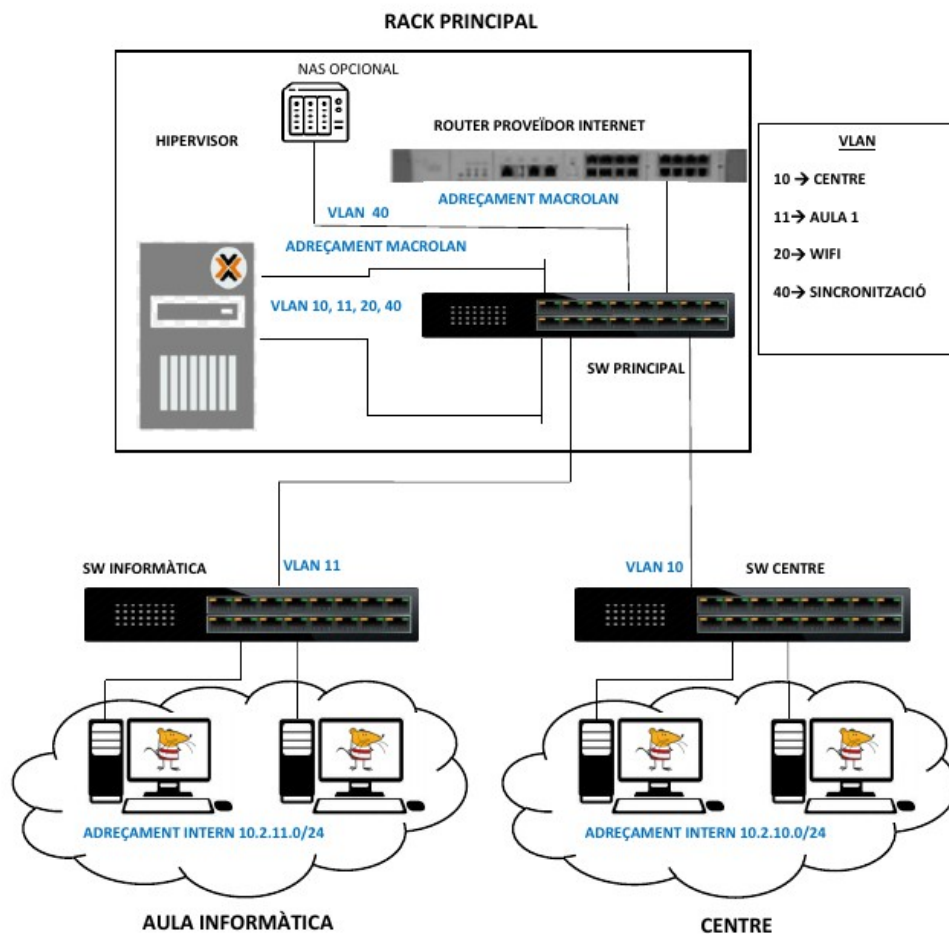 RACK PRINCIPAL
NAS OPCIONAL
HIPERVISOR
ROUTER PROVEÏDOR INTERNET
VLAN
10 → CENTRE
11→ AULA 1
20→ WIFI
40→ SINCRONITZACIÓ
ADREÇAMENT MACROLAN
VLAN 40
ADREÇAMENT MACROLAN
VLAN 10, 11, 20, 40
SW PRINCIPAL
SW INFORMÀTICA
VLAN 11
VLAN 10
SW CENTRE
ADREÇAMENT INTERN 10.2.11.0/24
ADREÇAMENT INTERN 10.2.10.0/24
AULA INFORMÀTICA
CENTRE